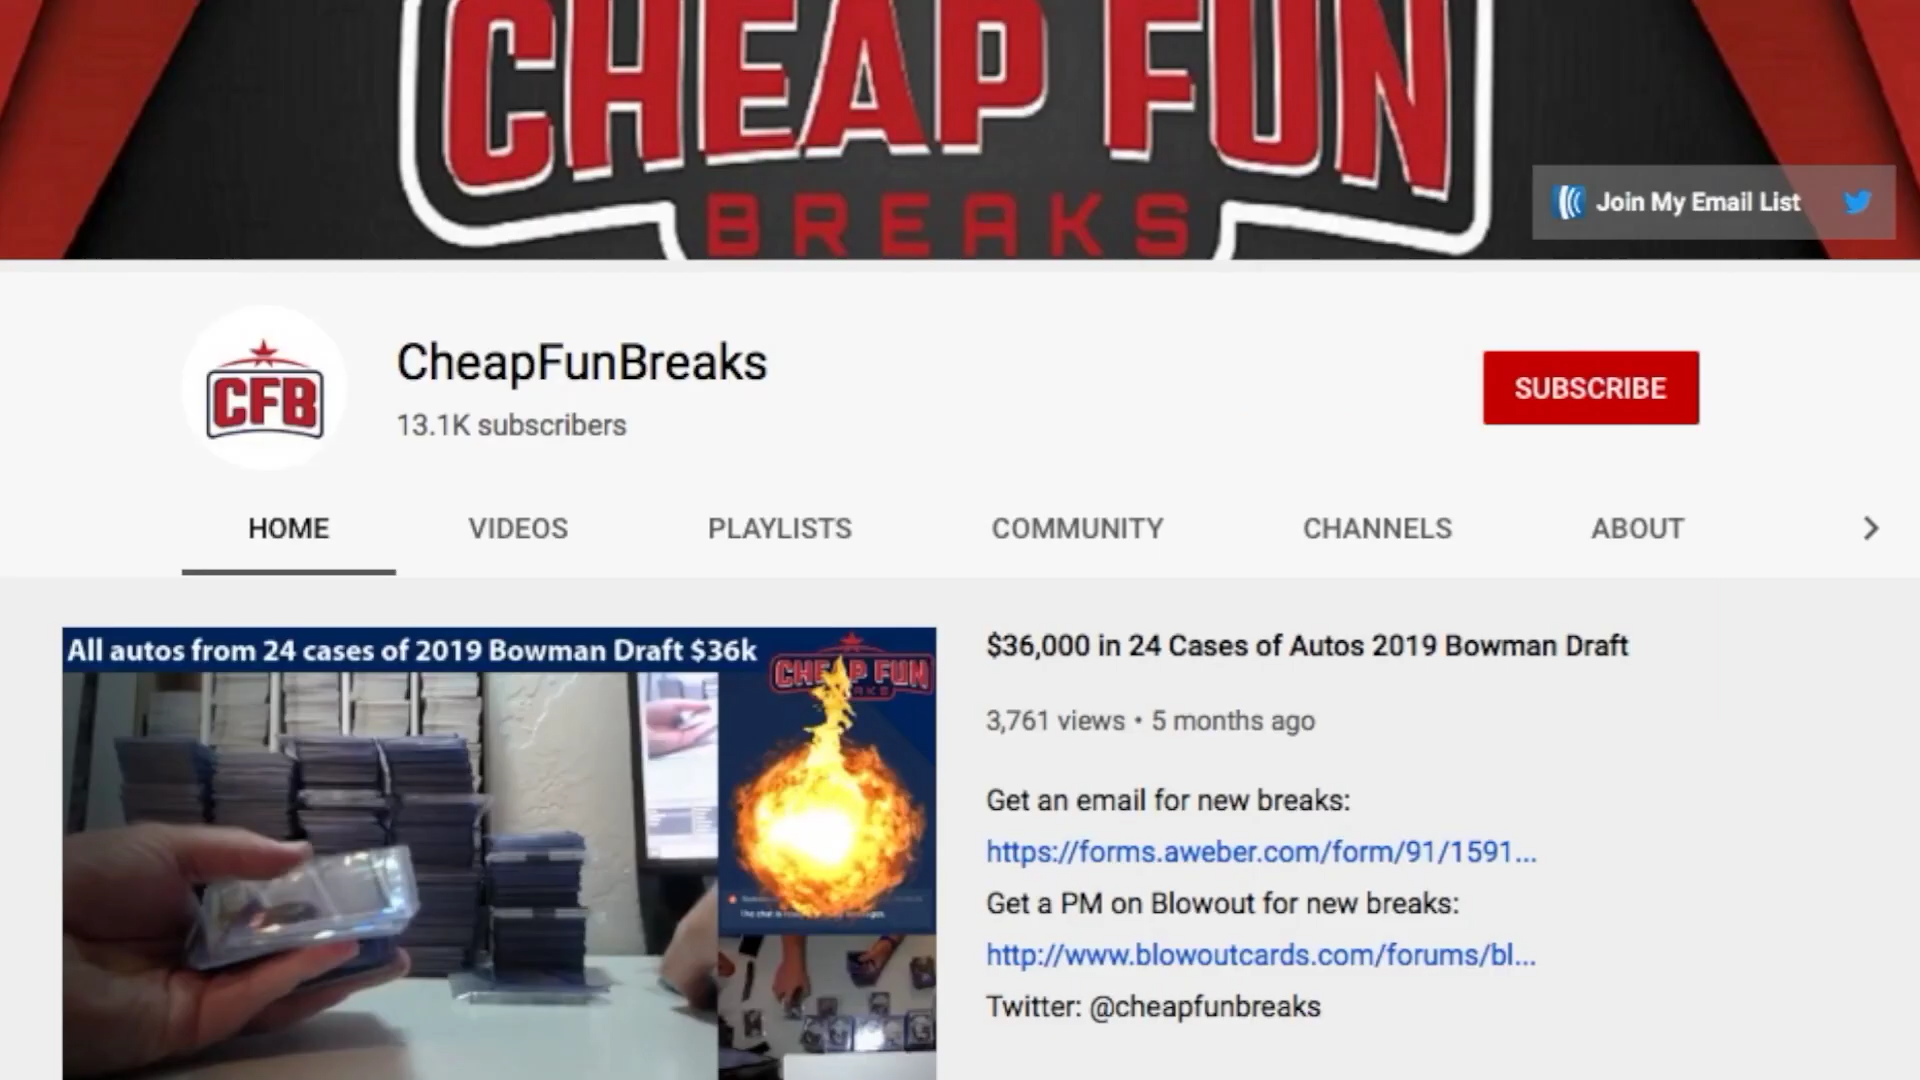 CHEAP FUN
BREAKS
Join My Email List
CFB
CheapFunBreaks
13.1K subscribers
SUBSCRIBE
HOME VIDEOS PLAYLISTS COMMUNITY CHANNELS ABOUT
All autos from 24 cases of 2019 Bowman Draft $36k
CHEAP FUN
$36,000 in 24 Cases of Autos 2019 Bowman Draft
3,761 views • 5 months ago
Get an email for new breaks:
https://forms.aweber.com/form/91/1591...
Get a PM on Blowout for new breaks:
http://www.blowoutcards.com/forums/bl...
Twitter: @cheapfunbreaks